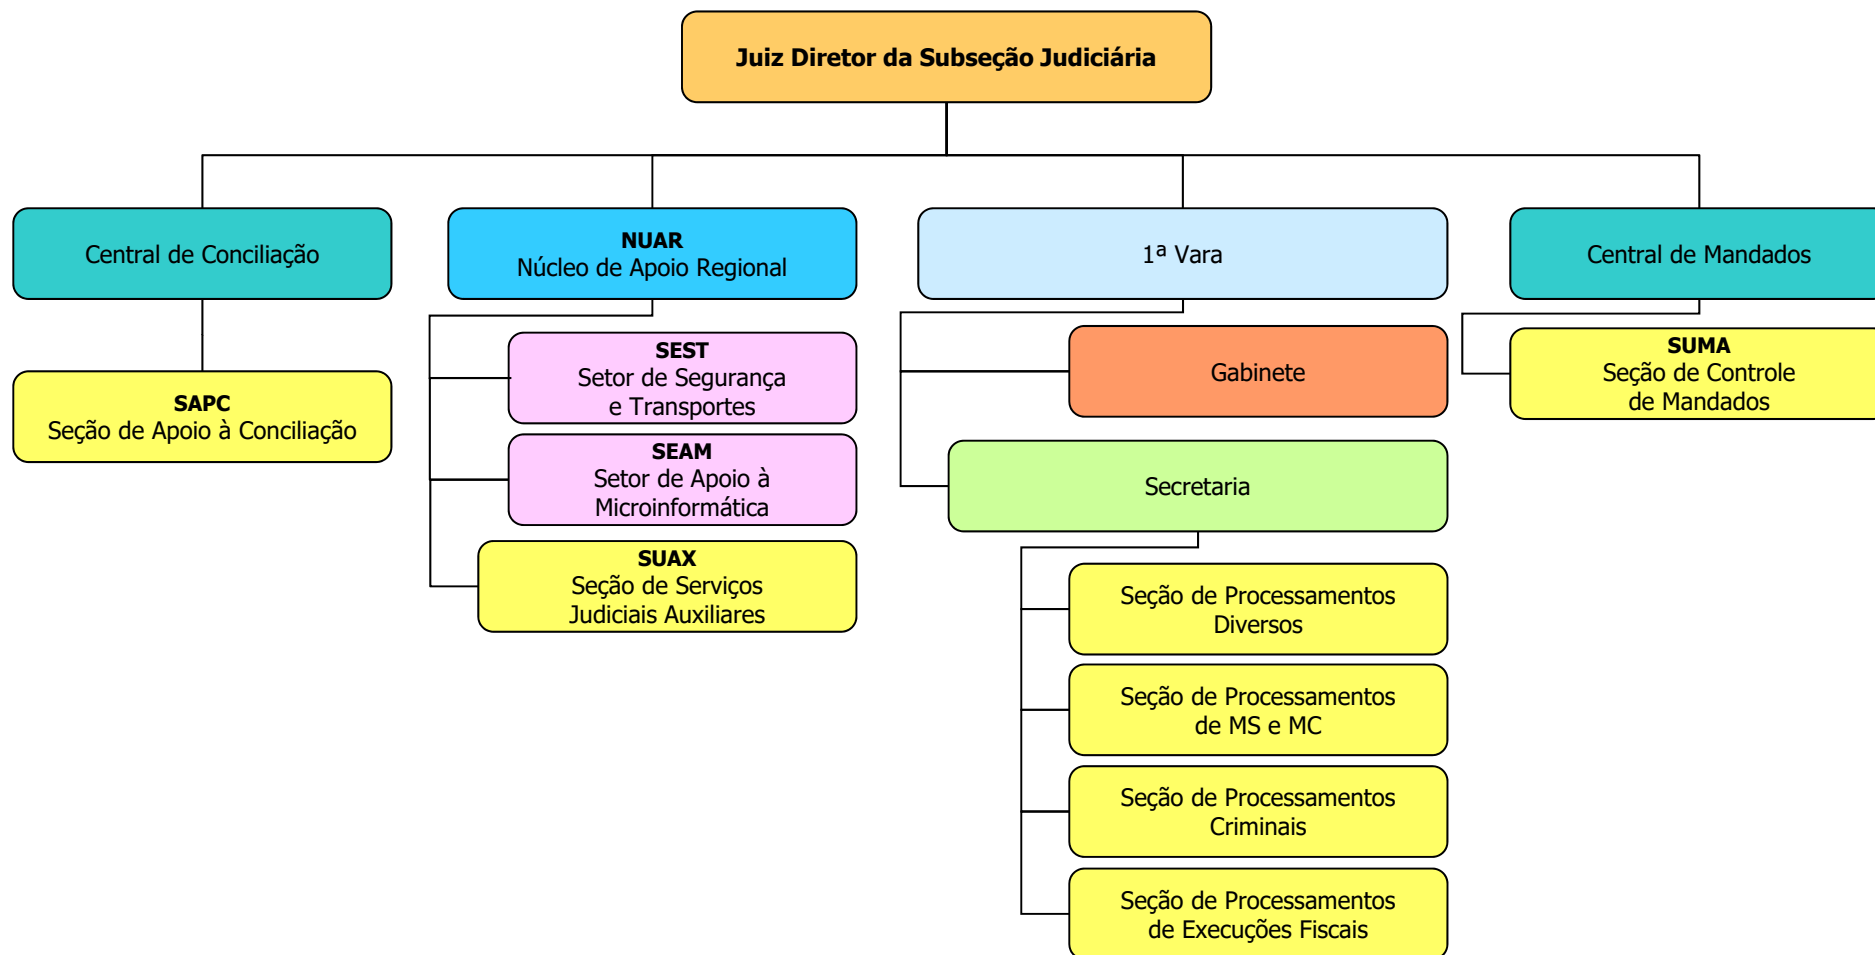 Juiz Diretor da Subseção Judiciária
Central de Conciliação
NUAR
Núcleo de Apoio Regional
1ª Vara
Central de Mandados
SAPC
Seção de Apoio à Conciliação
SEST
Setor de Segurança
e Transportes
SEAM
Setor de Apoio à
Microinformática
SUAX
Seção de Serviços
Judiciais Auxiliares
Gabinete
Secretaria
Seção de Processamentos
Diversos
Seção de Processamentos
de MS e MC
Seção de Processamentos
Criminais
Seção de Processamentos
de Execuções Fiscais
SUMA
Seção de Controle
de Mandados